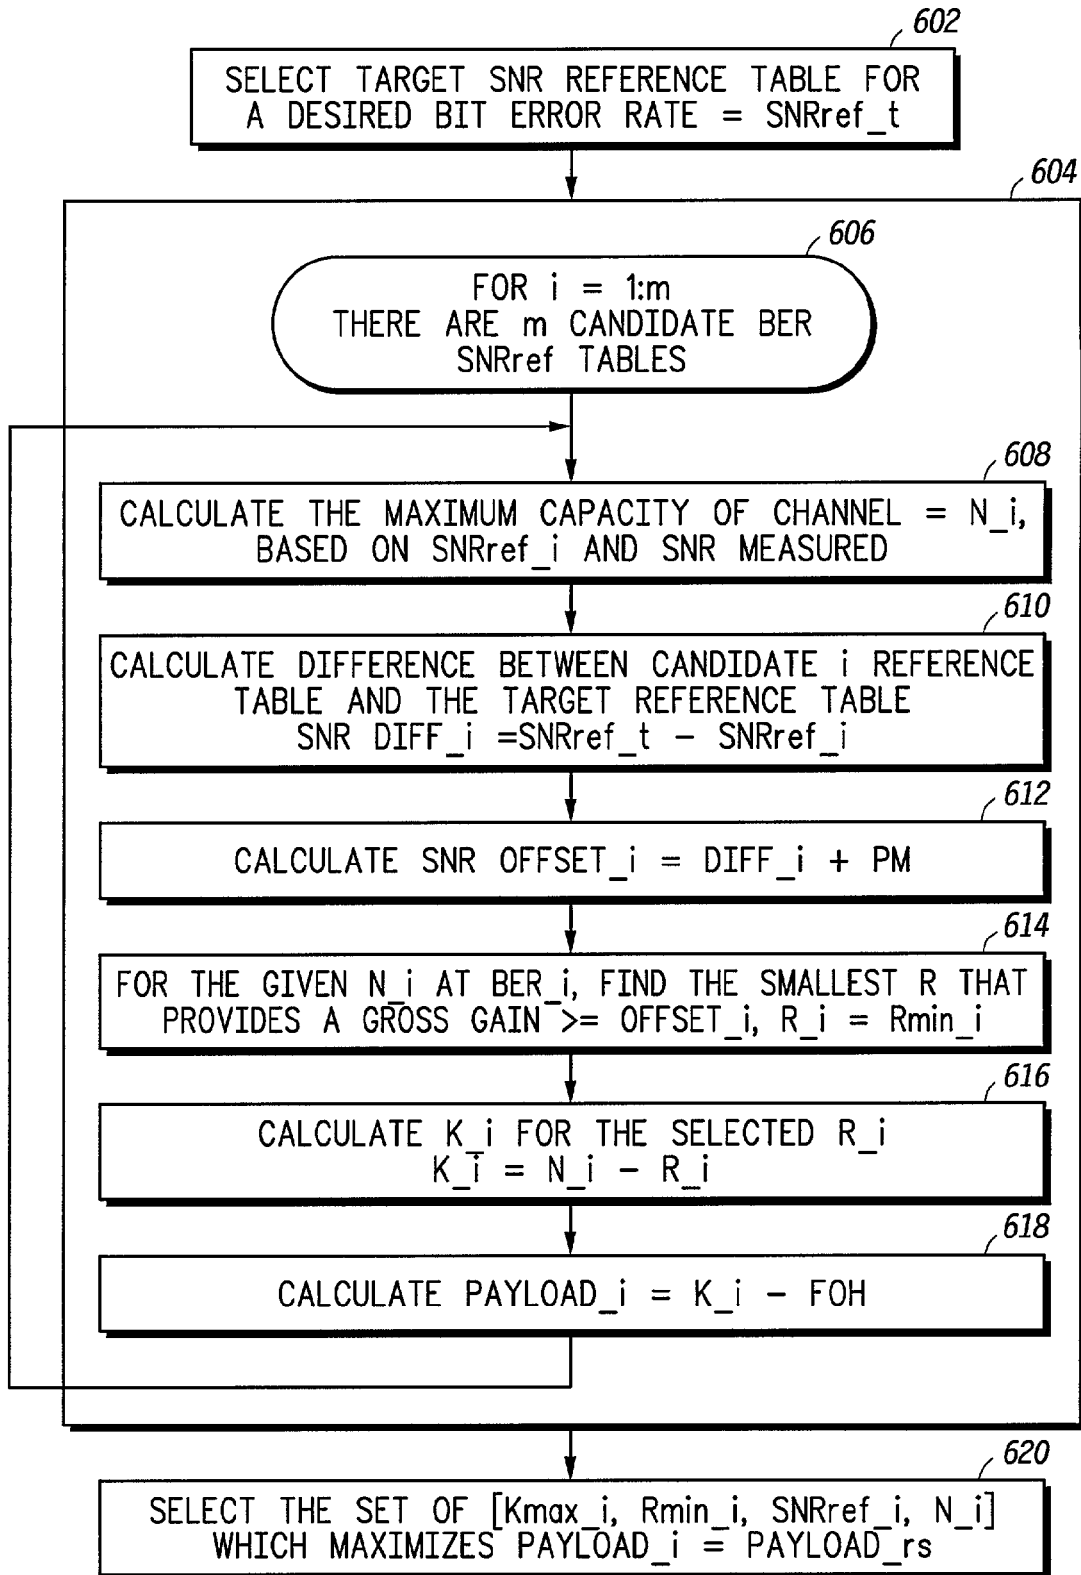 602
SELECT TARGET SNR REFERENCE TABLE FOR
A DESIRED BIT ERROR RATE = SNRref_t
604
606
FOR i = 1:m
THERE ARE m CANDIDATE BER
SNRref TABLES
608
CALCULATE THE MAXIMUM CAPACITY OF CHANNEL = N_i,
BASED ON SNRref_i AND SNR MEASURED
610
CALCULATE DIFFERENCE BETWEEN CANDIDATE i REFERENCE
TABLE AND THE TARGET REFERENCE TABLE
SNR DIFF_i =SNRref_t - SNRref_i
612
CALCULATE SNR OFFSET_i = DIFF_i + PM
614
FOR THE GIVEN N_i AT BER_i, FIND THE SMALLEST R THAT
PROVIDES A GROSS GAIN >= OFFSET_i, R_i = Rmin_i
616
CALCULATE K_i FOR THE SELECTED R_i
K_i = N_i - R_i
618
CALCULATE PAYLOAD_i = K_i - FOH
620
SELECT THE SET OF [Kmax_i, Rmin_i, SNRref_i, N_i]
WHICH MAXIMIZES PAYLOAD_i = PAYLOAD_rs